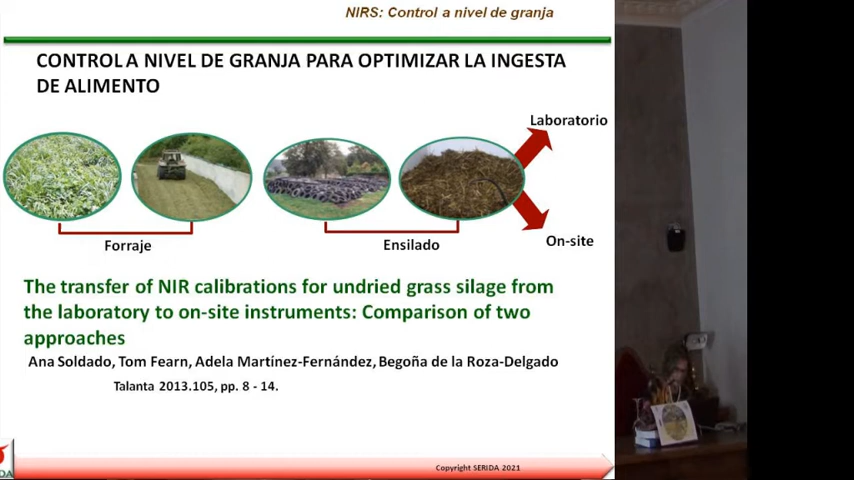 NIRS: Control a nivel de granja
CONTROL A NIVEL DE GRANJA PARA OPTIMIZAR LA INGESTA
DE ALIMENTO
Laboratorio
On-site
Forraje
Ensilado
The transfer of NIR calibrations for undried grass silage from
the laboratory to on-site instruments: Comparison of two
approaches
Ana Soldado, Tom Fearn, Adela Martínez-Fernández, Begoña de la Roza-Delgado
Talanta 2013.105, pp. 8 - 14.
Copyright SERIDA 2021